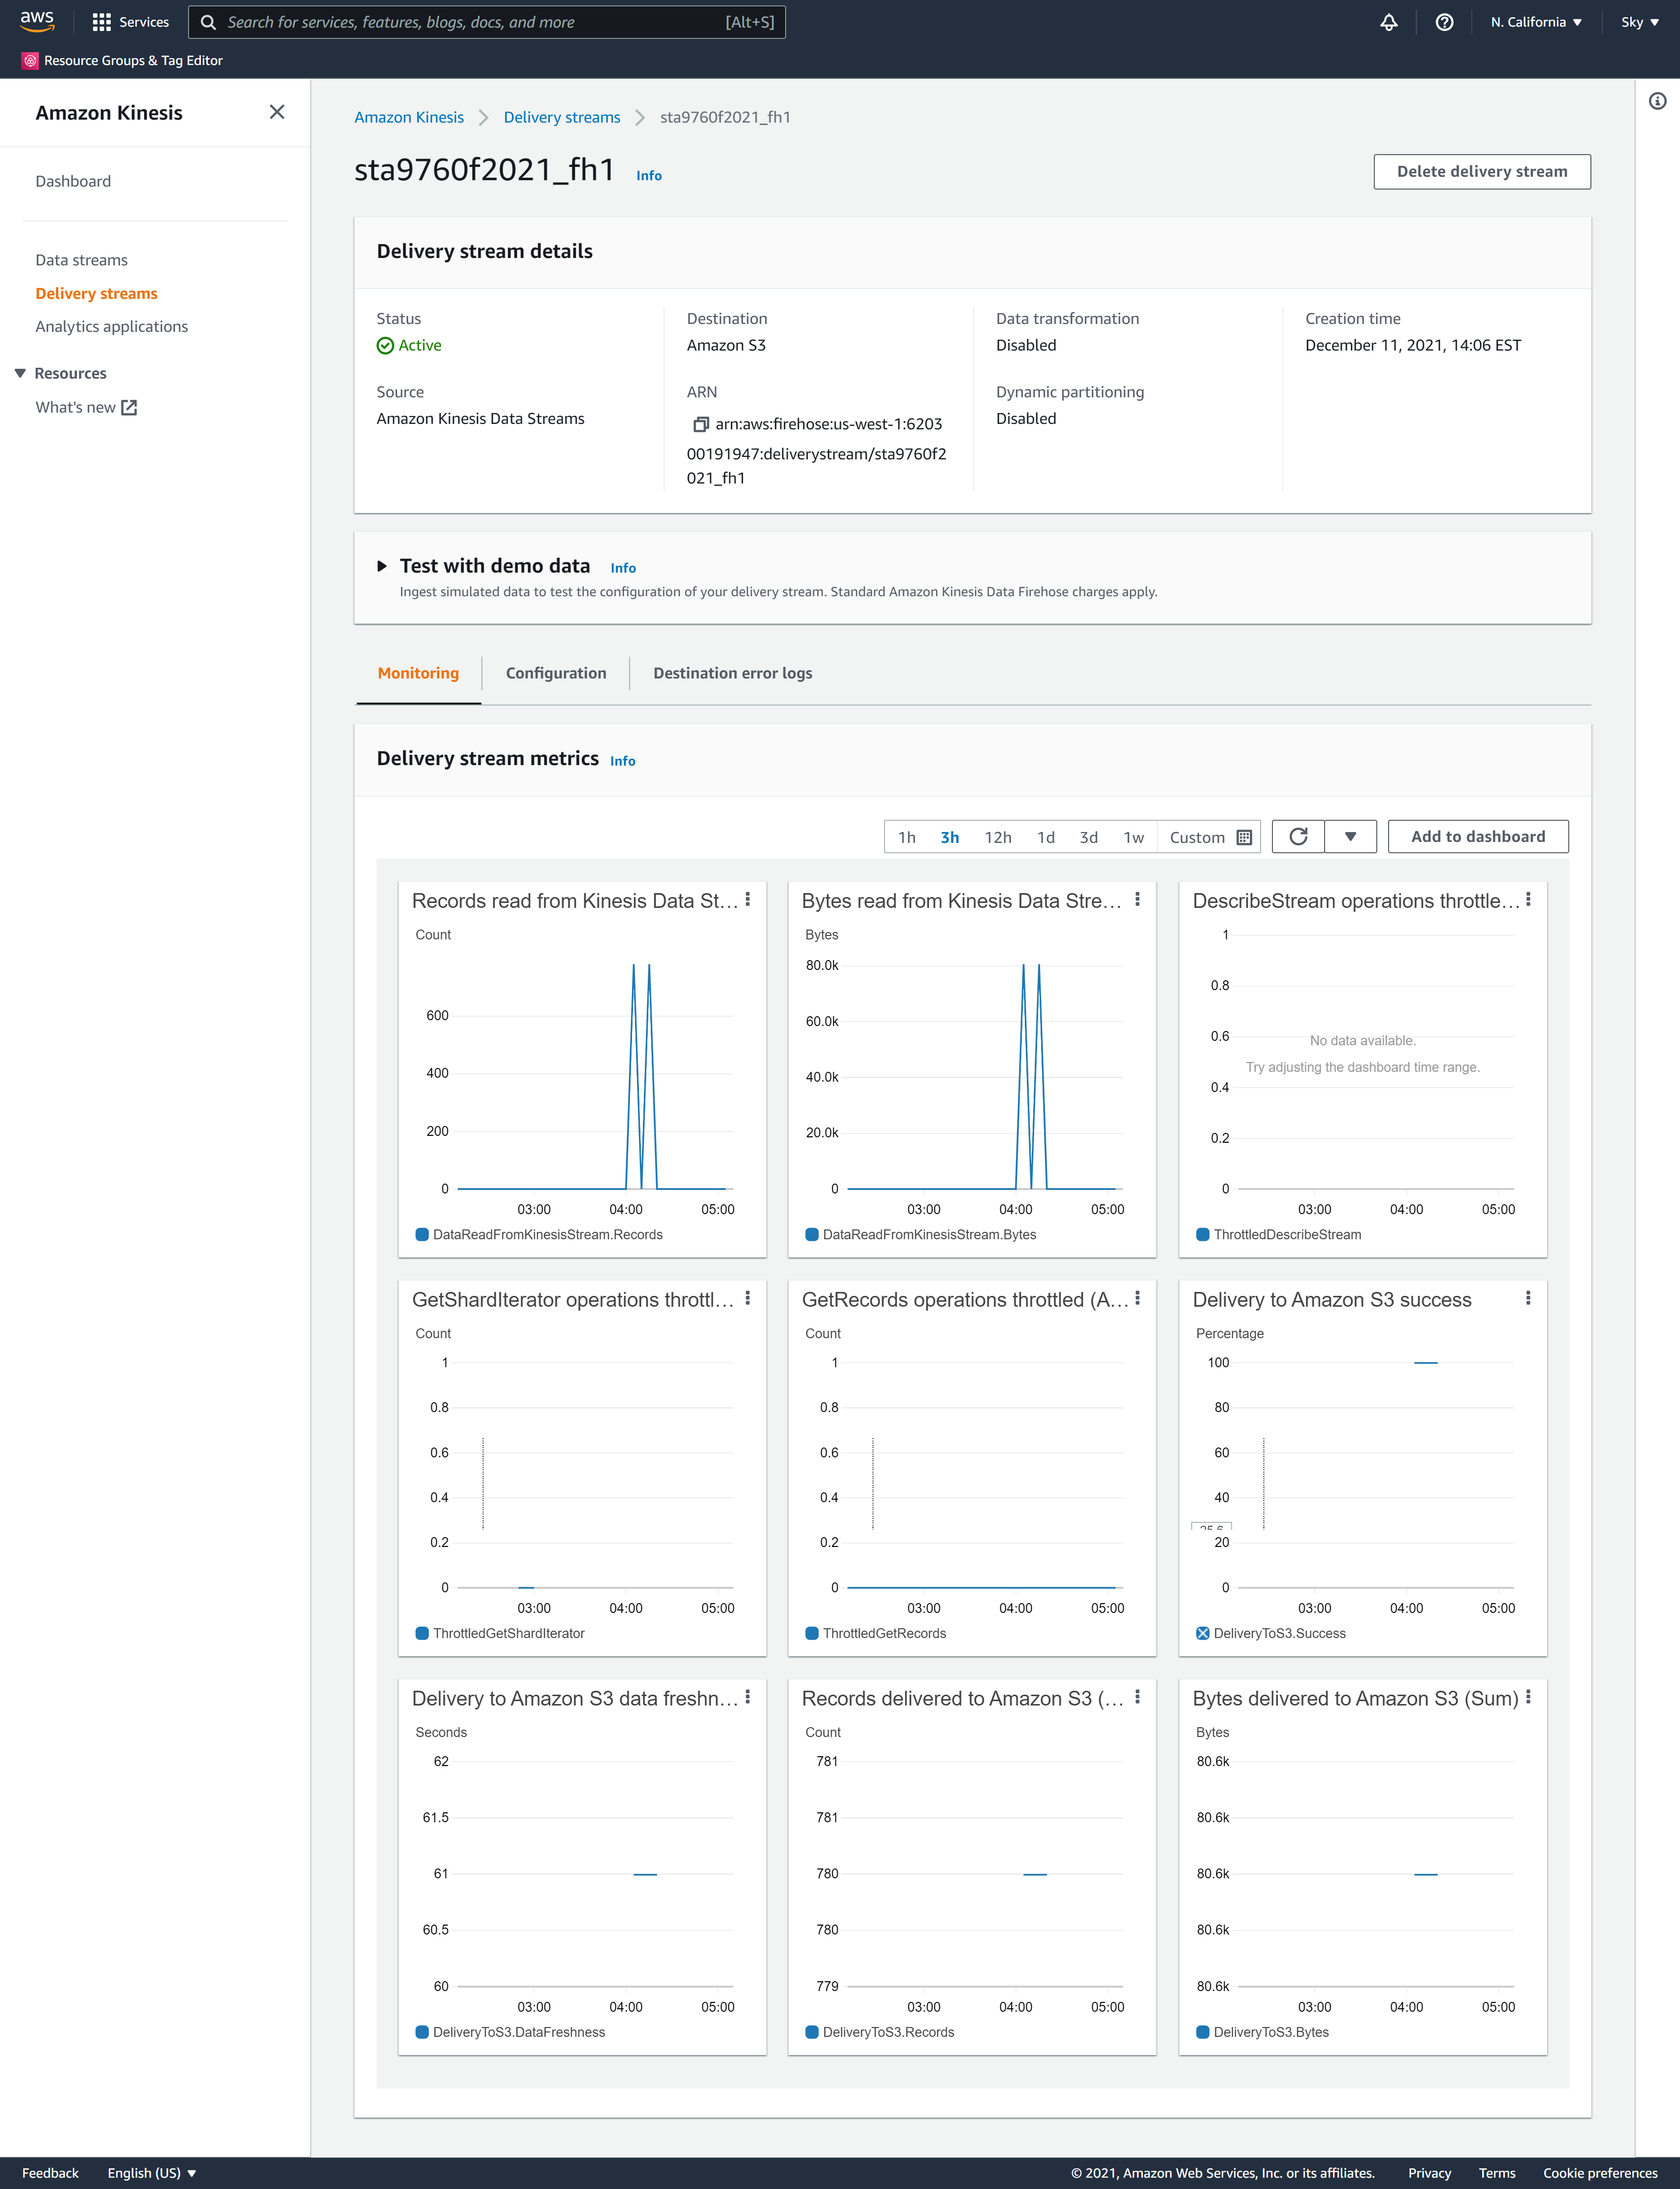 aws
Services
Search for services, features, blogs, docs, and more
[Alt+S]
N. California
Sky
Resource Groups & Tag Editor
Amazon Kinesis
Dashboard
Data streams
Delivery streams
Analytics applications
Resources
What's new
Amazon Kinesis
Delivery streams
sta9760f2021_fh1
sta9760f2021_fh1
Info
Delete delivery stream
Delivery stream details
Status
Active
Source
Amazon Kinesis Data Streams
Destination
Amazon S3
ARN
arn:aws:firehose:us-west-1:6203
00191947:deliverystream/sta9760f2
021_fh1
Data transformation
Disabled
Dynamic partitioning
Disabled
Creation time
December 11, 2021, 14:06 EST
Test with demo data
Info
Ingest simulated data to test the configuration of your delivery stream. Standard Amazon Kinesis Data Firehose charges apply.
Monitoring
Configuration
Destination error logs
Delivery stream metrics
Info
1h
3h
12h
1d
3d
1w
Custom
Add to dashboard
Records read from Kinesis Data St...
Count
600
400
200
0
03:00
04:00
05:00
DataReadFromKinesisStream.Records
Bytes read from Kinesis Data Stre...
Bytes
80.0k
60.0k
40.0k
20.0k
0
03:00
04:00
05:00
DataReadFromKinesisStream.Bytes
DescribeStream operations throttle...
1
0.8
0.6
0.4
0.2
0
No data available.
Try adjusting the dashboard time range.
03:00
04:00
05:00
ThrottledDescribeStream
GetShardIterator operations throttl...
Count
1
0.8
0.6
0.4
0.2
0
03:00
04:00
05:00
ThrottledGetShardIterator
GetRecords operations throttled (A...
Count
1
0.8
0.6
0.4
0.2
0
03:00
04:00
05:00
ThrottledGetRecords
Delivery to Amazon S3 success
Percentage
100
80
60
40
20
0
03:00
04:00
05:00
DeliveryToS3.Success
Delivery to Amazon S3 data freshn...
Seconds
62
61.5
61
60.5
60
03:00
04:00
05:00
DeliveryToS3.DataFreshness
Records delivered to Amazon S3 (...
Count
781
781
780
780
779
03:00
04:00
05:00
DeliveryToS3.Records
Bytes delivered to Amazon S3 (Sum)
Bytes
80.6k
80.6k
80.6k
80.6k
80.6k
03:00
04:00
05:00
DeliveryToS3.Bytes
Feedback
English (US)
© 2021, Amazon Web Services, Inc. or its affiliates.
Privacy
Terms
Cookie preferences